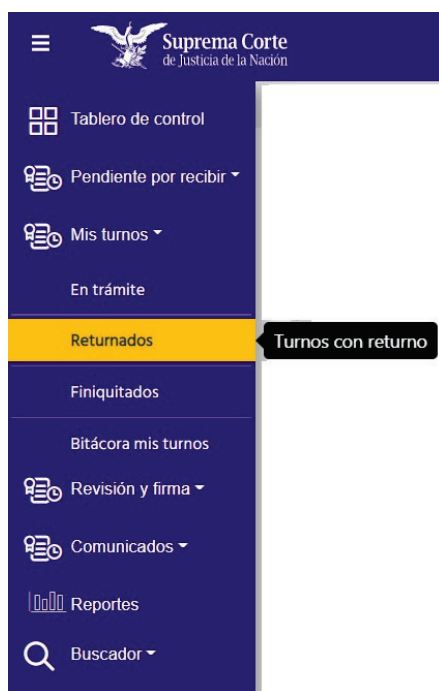 Suprema Corte
de Justicia de la Nación
Tablero de control
Pendiente por recibir
Mis turnos
En trámite
Returnados
Turnos con returno
Finiquitados
Bitácora mis turnos
Revisión y firma
Comunicados
Reportes
Buscador